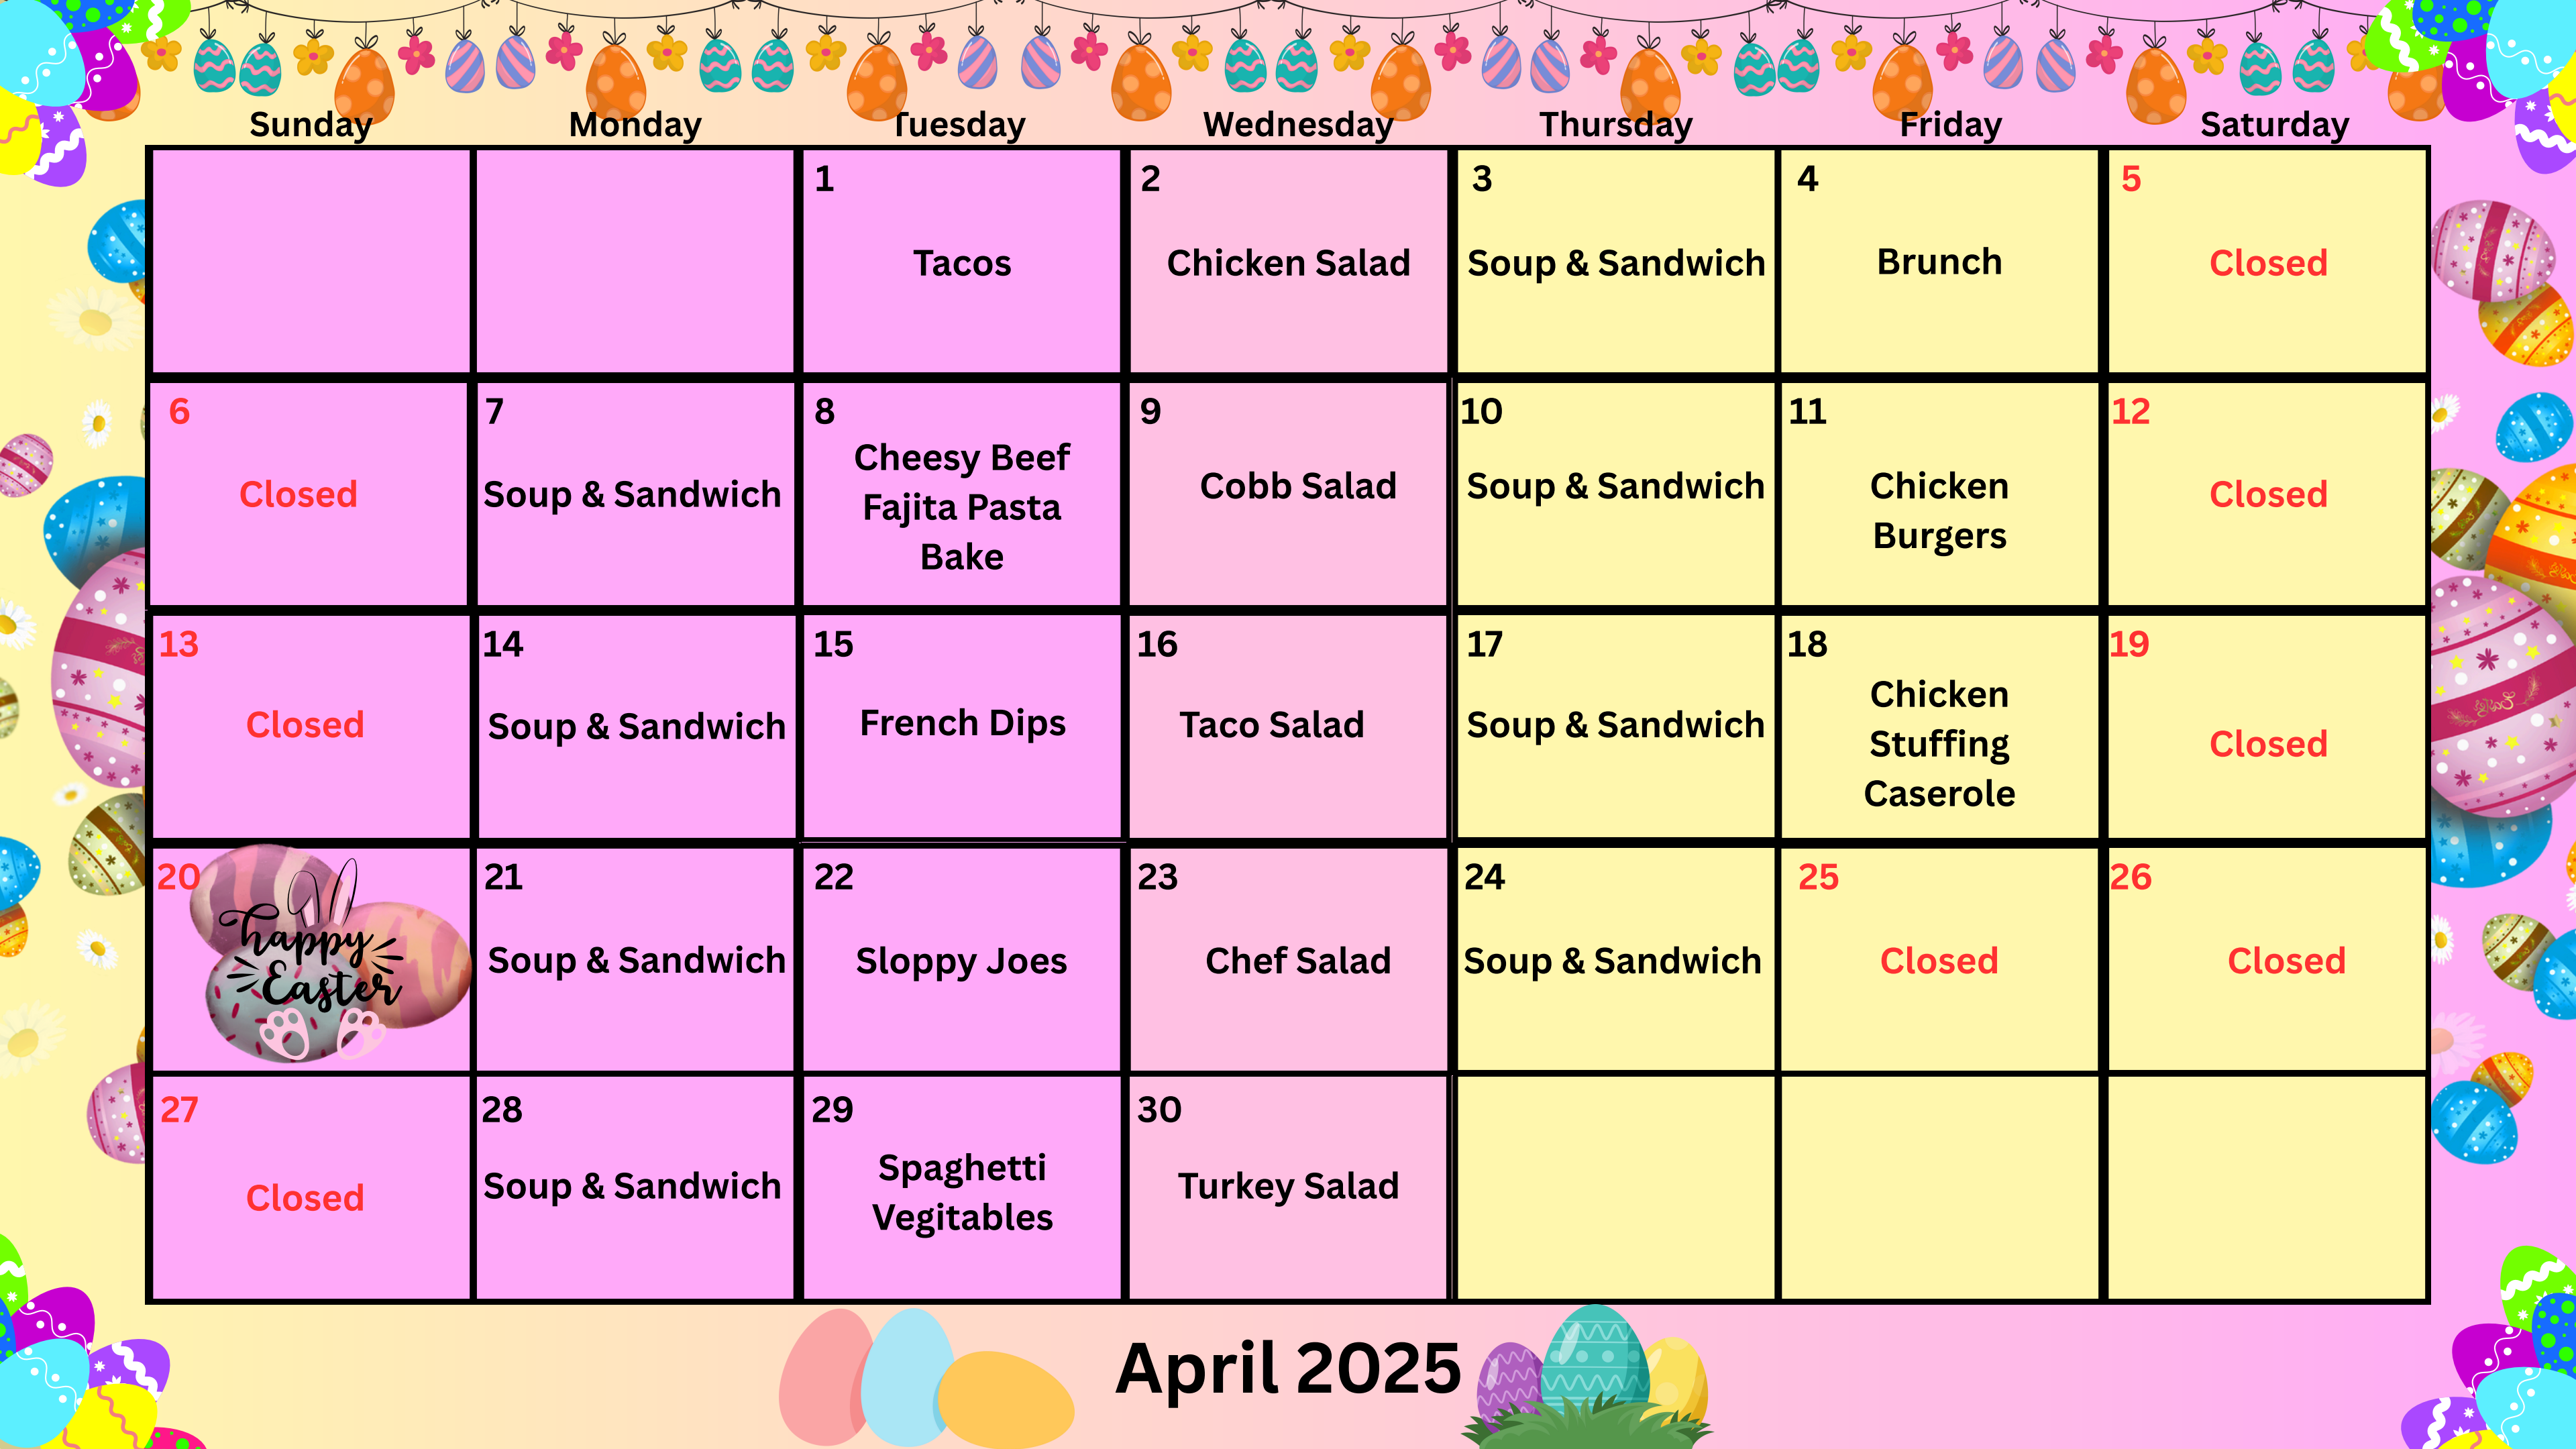 Sunday Monday Tuesday Wednesday Thursday Friday Saturday
1 2 3 4 5
Tacos Chicken Salad Soup & Sandwich Brunch Closed
6 7 8 9 10 11 12
Closed
Soup & Sandwich
Cheesy Beef
Fajita Pasta
Bake
Cobb Salad
Soup & Sandwich
Chicken
Burgers
Closed
13 14 15 16 17 18 19
Closed
Soup & Sandwich
French Dips
Taco Salad
Soup & Sandwich
Chicken
Stuffing
Caserole
Closed
20 21 22 23 24 25 26
happy
Easter
Soup & Sandwich
Sloppy Joes
Chef Salad
Soup & Sandwich
Closed
Closed
27 28 29 30
Closed
Soup & Sandwich
Spaghetti
Vegitables
Turkey Salad
April 2025